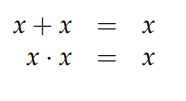 x + x = x
x · x = x